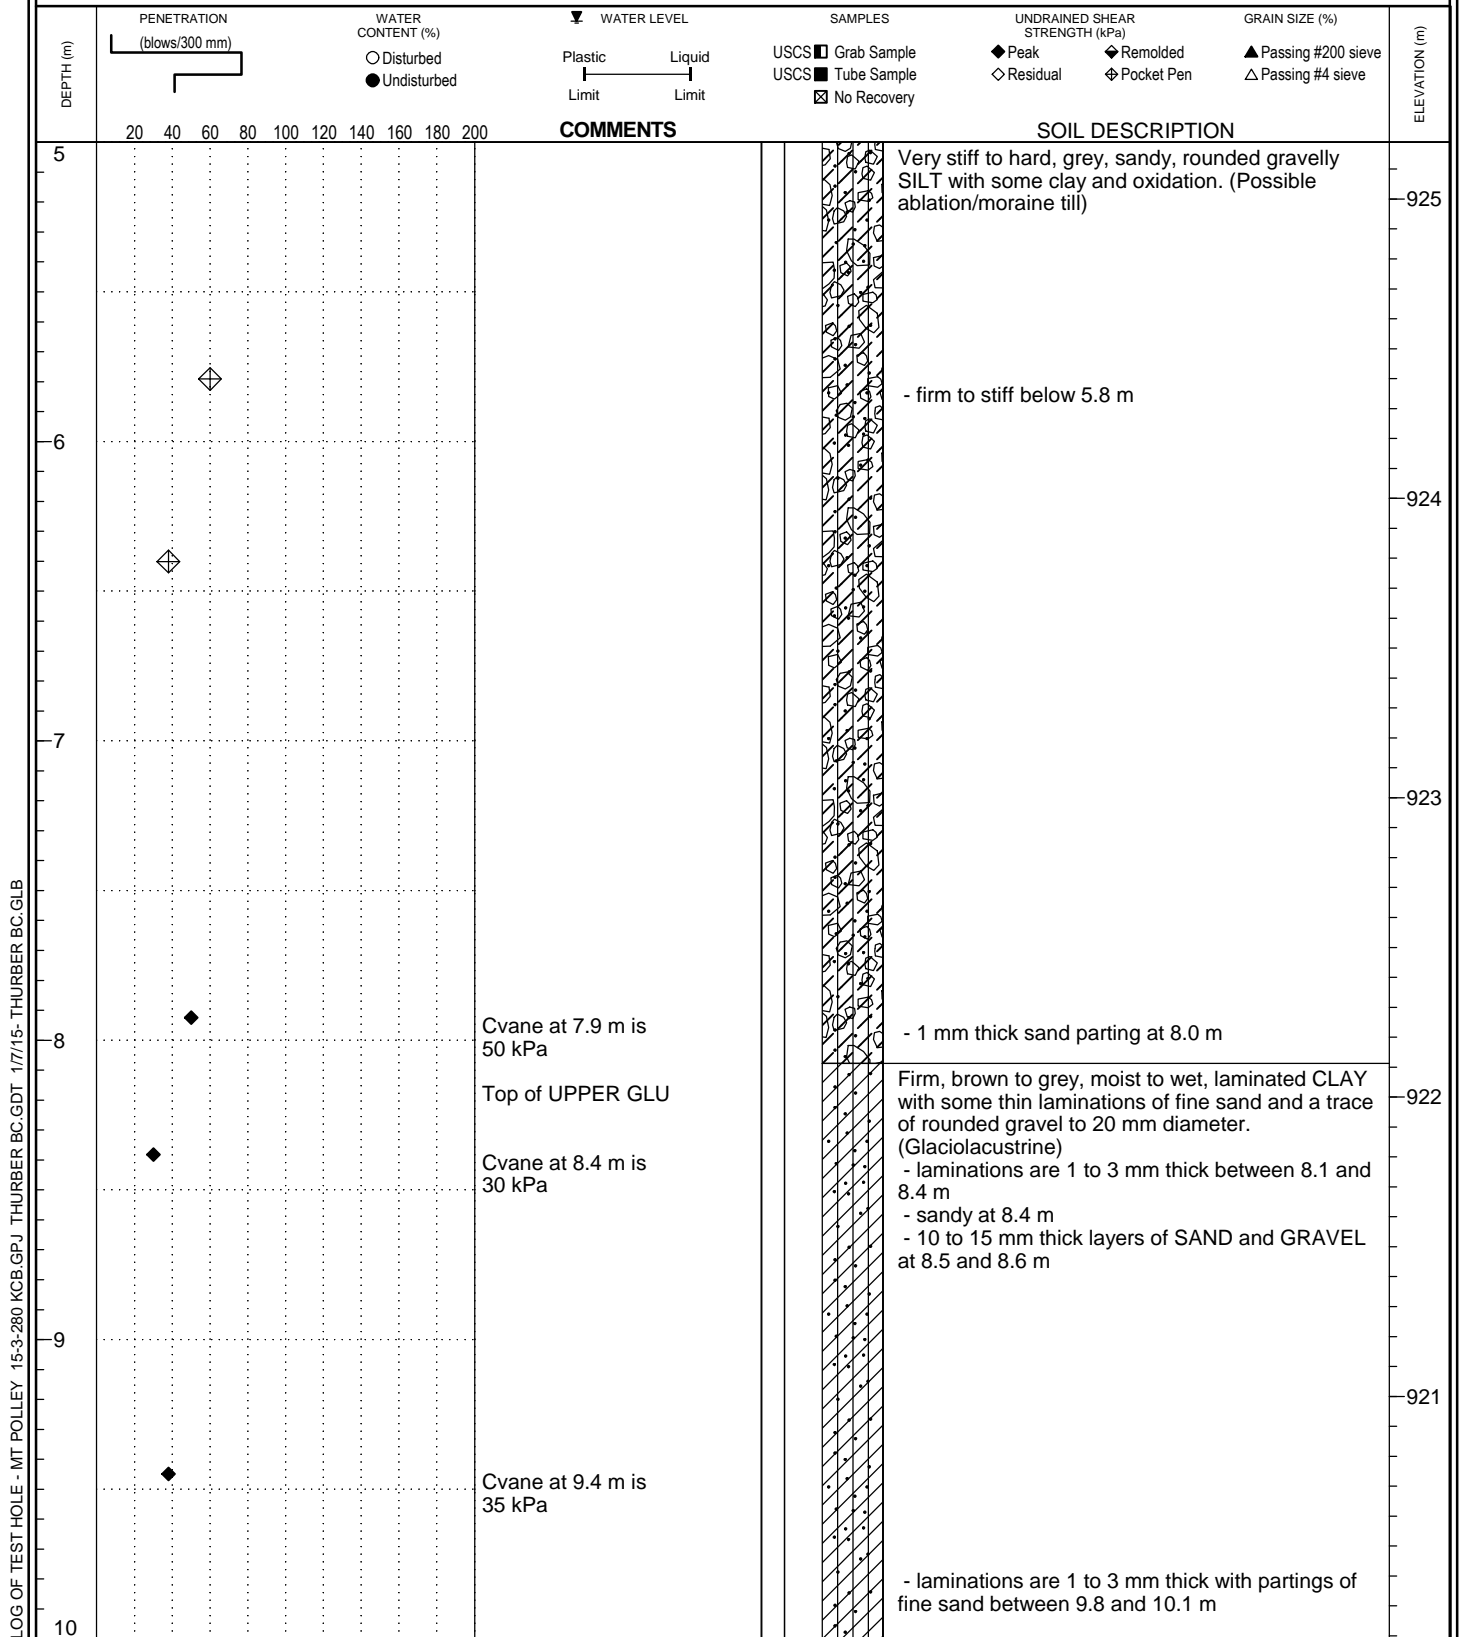 PENETRATION
(blows/300 mm)
WATER
CONTENT (%)
Disturbed
Undisturbed
WATER LEVEL
Plastic Liquid
Limit Limit
SAMPLES
USCS Grab Sample
USCS Tube Sample
No Recovery
UNDRAINED SHEAR
STRENGTH (kPa)
Peak Remolded
Residual Pocket Pen
GRAIN SIZE (%)
Passing #200 sieve
Passing #4 sieve
DEPTH (m)
ELEVATION (m)
20 40 60 80 100 120 140 160 180 200
COMMENTS
SOIL DESCRIPTION
5
Very stiff to hard, grey, sandy, rounded gravelly
SILT with some clay and oxidation. (Possible
ablation/moraine till)
925
- firm to stiff below 5.8 m
6
924
7
923
Cvane at 7.9 m is
50 kPa
8
- 1 mm thick sand parting at 8.0 m
Top of UPPER GLU
Firm, brown to grey, moist to wet, laminated CLAY
with some thin laminations of fine sand and a trace
of rounded gravel to 20 mm diameter.
(Glaciolacustrine)
922
Cvane at 8.4 m is
30 kPa
- laminations are 1 to 3 mm thick between 8.1 and
8.4 m
- sandy at 8.4 m
- 10 to 15 mm thick layers of SAND and GRAVEL
at 8.5 and 8.6 m
9
921
Cvane at 9.4 m is
35 kPa
- laminations are 1 to 3 mm thick with partings of
fine sand between 9.8 and 10.1 m
10
LOG OF TEST HOLE - MT POLLEY 15-3-280 KCB.GPJ THURBER BC.GDT 1/7/15- THURBER BC.GLB